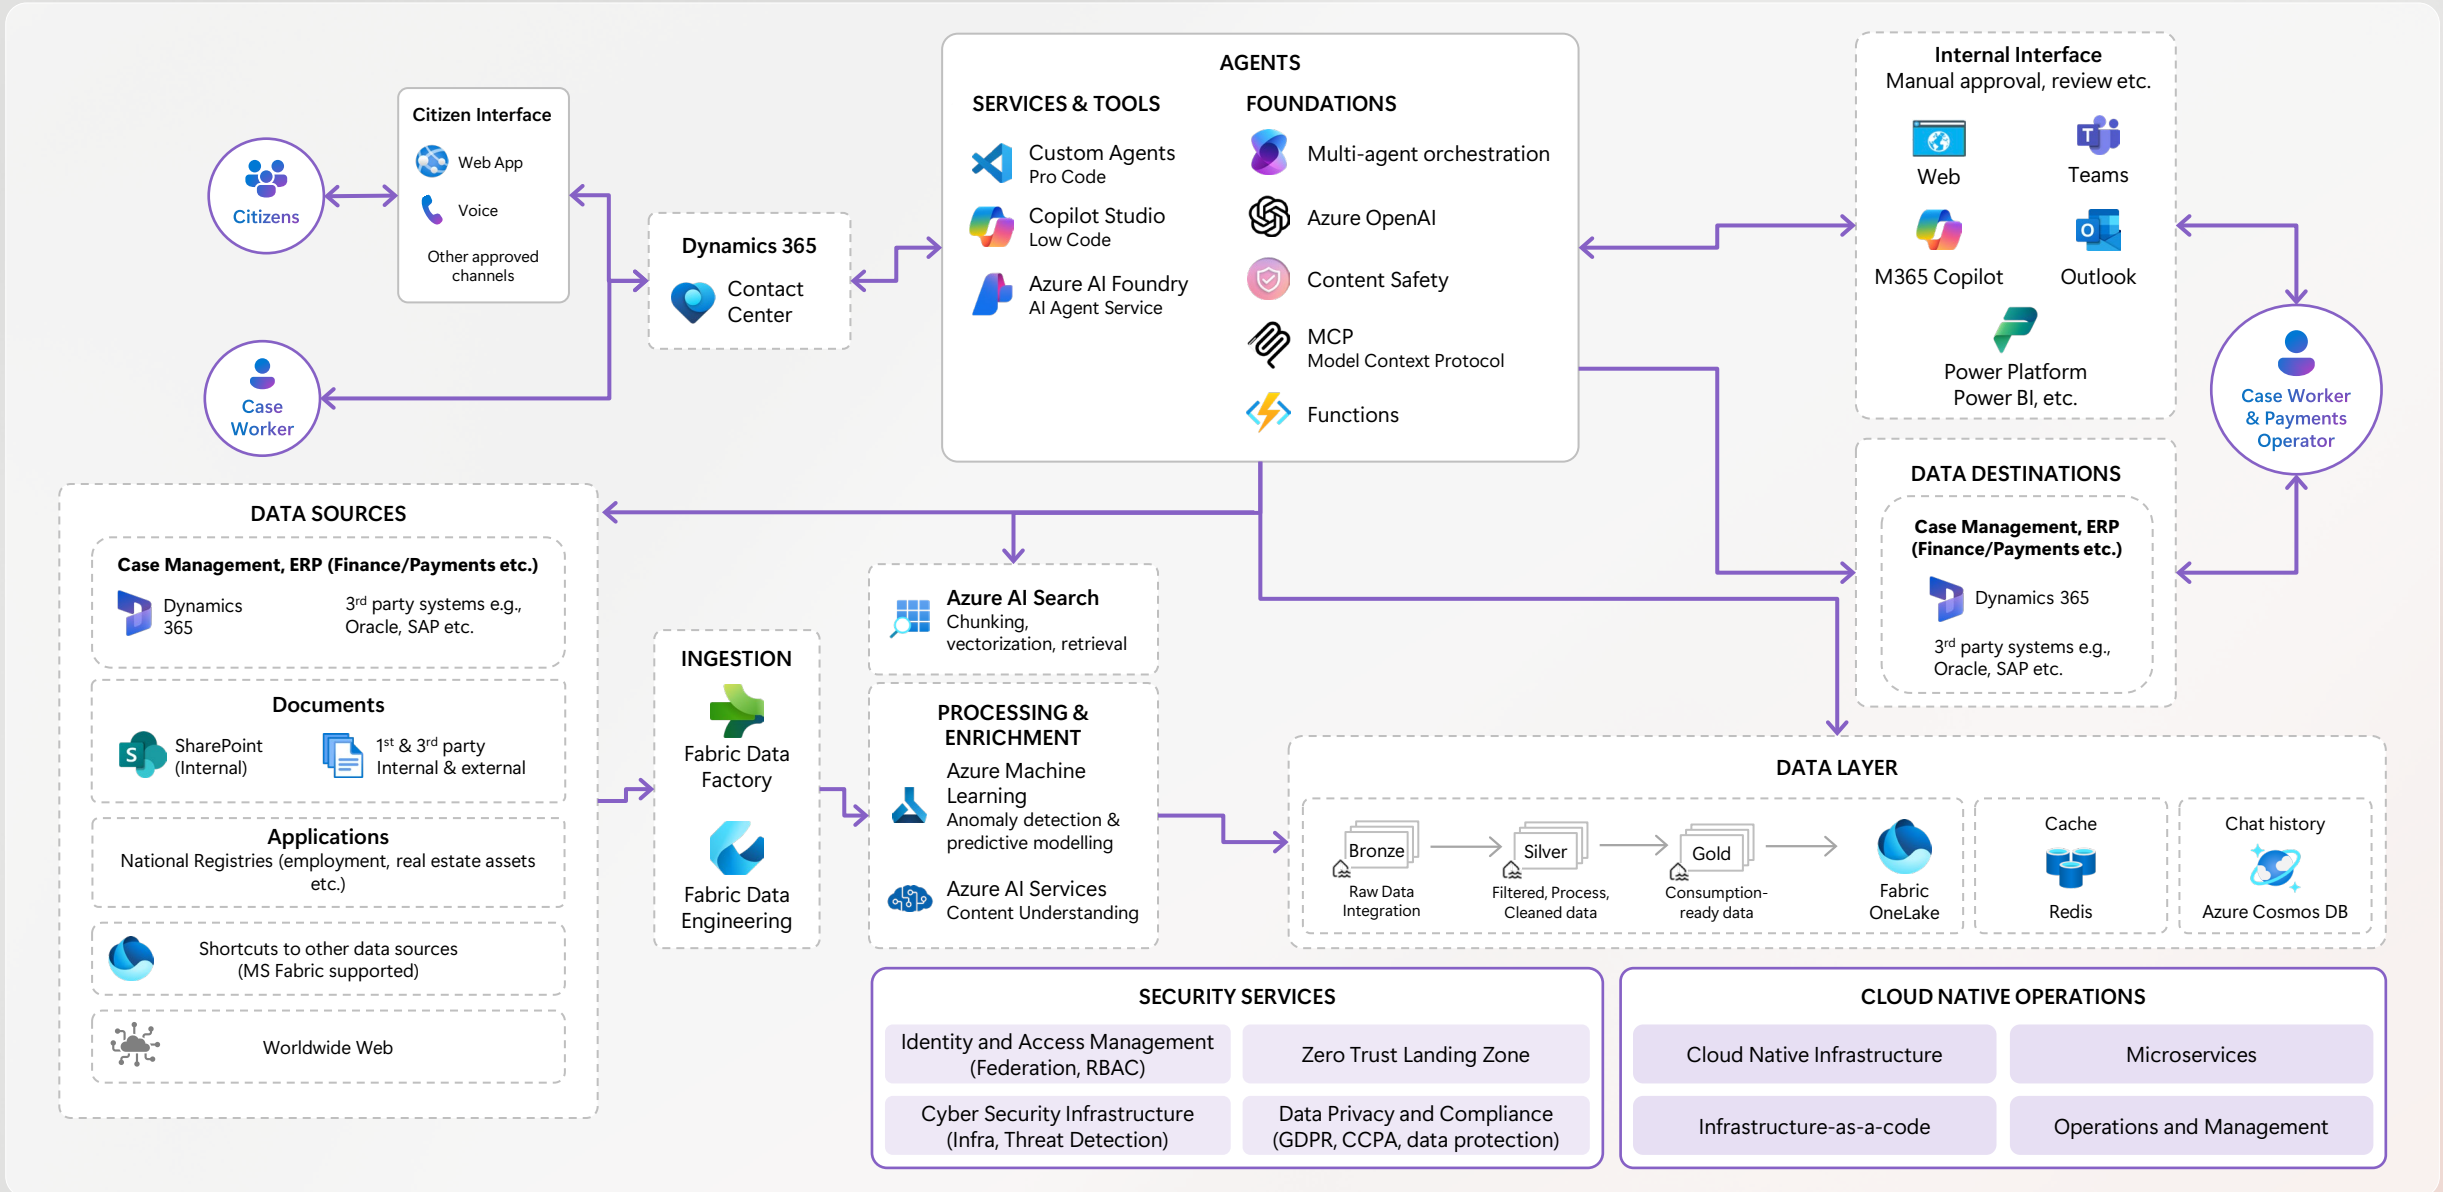 Citizens
Citizen Interface
Web App
Voice
Other approved
channels
Case
Worker
Dynamics 365
Contact
Center
AGENTS
SERVICES & TOOLS
Custom Agents
Pro Code
Copilot Studio
Low Code
Azure AI Foundry
AI Agent Service
FOUNDATIONS
Multi-agent orchestration
Azure OpenAI
Content Safety
MCP
Model Context Protocol
Functions
Internal Interface
Manual approval, review etc.
Web
T
Teams
M365 Copilot
O
Outlook
Power Platform
Power BI, etc.
Case Worker
& Payments
Operator
DATA DESTINATIONS
Case Management, ERP
(Finance/Payments etc.)
Dynamics 365
3rd party systems e.g.,
Oracle, SAP etc.
DATA SOURCES
Case Management, ERP (Finance/Payments etc.)
Dynamics
365
3rd party systems e.g.,
Oracle, SAP etc.
Documents
S
SharePoint
(Internal)
1st & 3rd party
Internal & external
Applications
National Registries (employment, real estate assets
etc.)
Shortcuts to other data sources
(MS Fabric supported)
Worldwide Web
INGESTION
Fabric Data
Factory
Fabric Data
Engineering
Azure AI Search
Chunking,
vectorization, retrieval
PROCESSING &
ENRICHMENT
Azure Machine
Learning
Anomaly detection &
predictive modelling
Azure AI Services
Content Understanding
DATA LAYER
Bronze
Raw Data
Integration
Silver
Filtered, Process,
Cleaned data
Gold
Consumption-
ready data
Fabric
OneLake
Cache
Redis
Chat history
Azure Cosmos DB
SECURITY SERVICES
Identity and Access Management
(Federation, RBAC)
Zero Trust Landing Zone
Cyber Security Infrastructure
(Infra, Threat Detection)
Data Privacy and Compliance
(GDPR, CCPA, data protection)
CLOUD NATIVE OPERATIONS
Cloud Native Infrastructure
Microservices
Infrastructure-as-a-code
Operations and Management